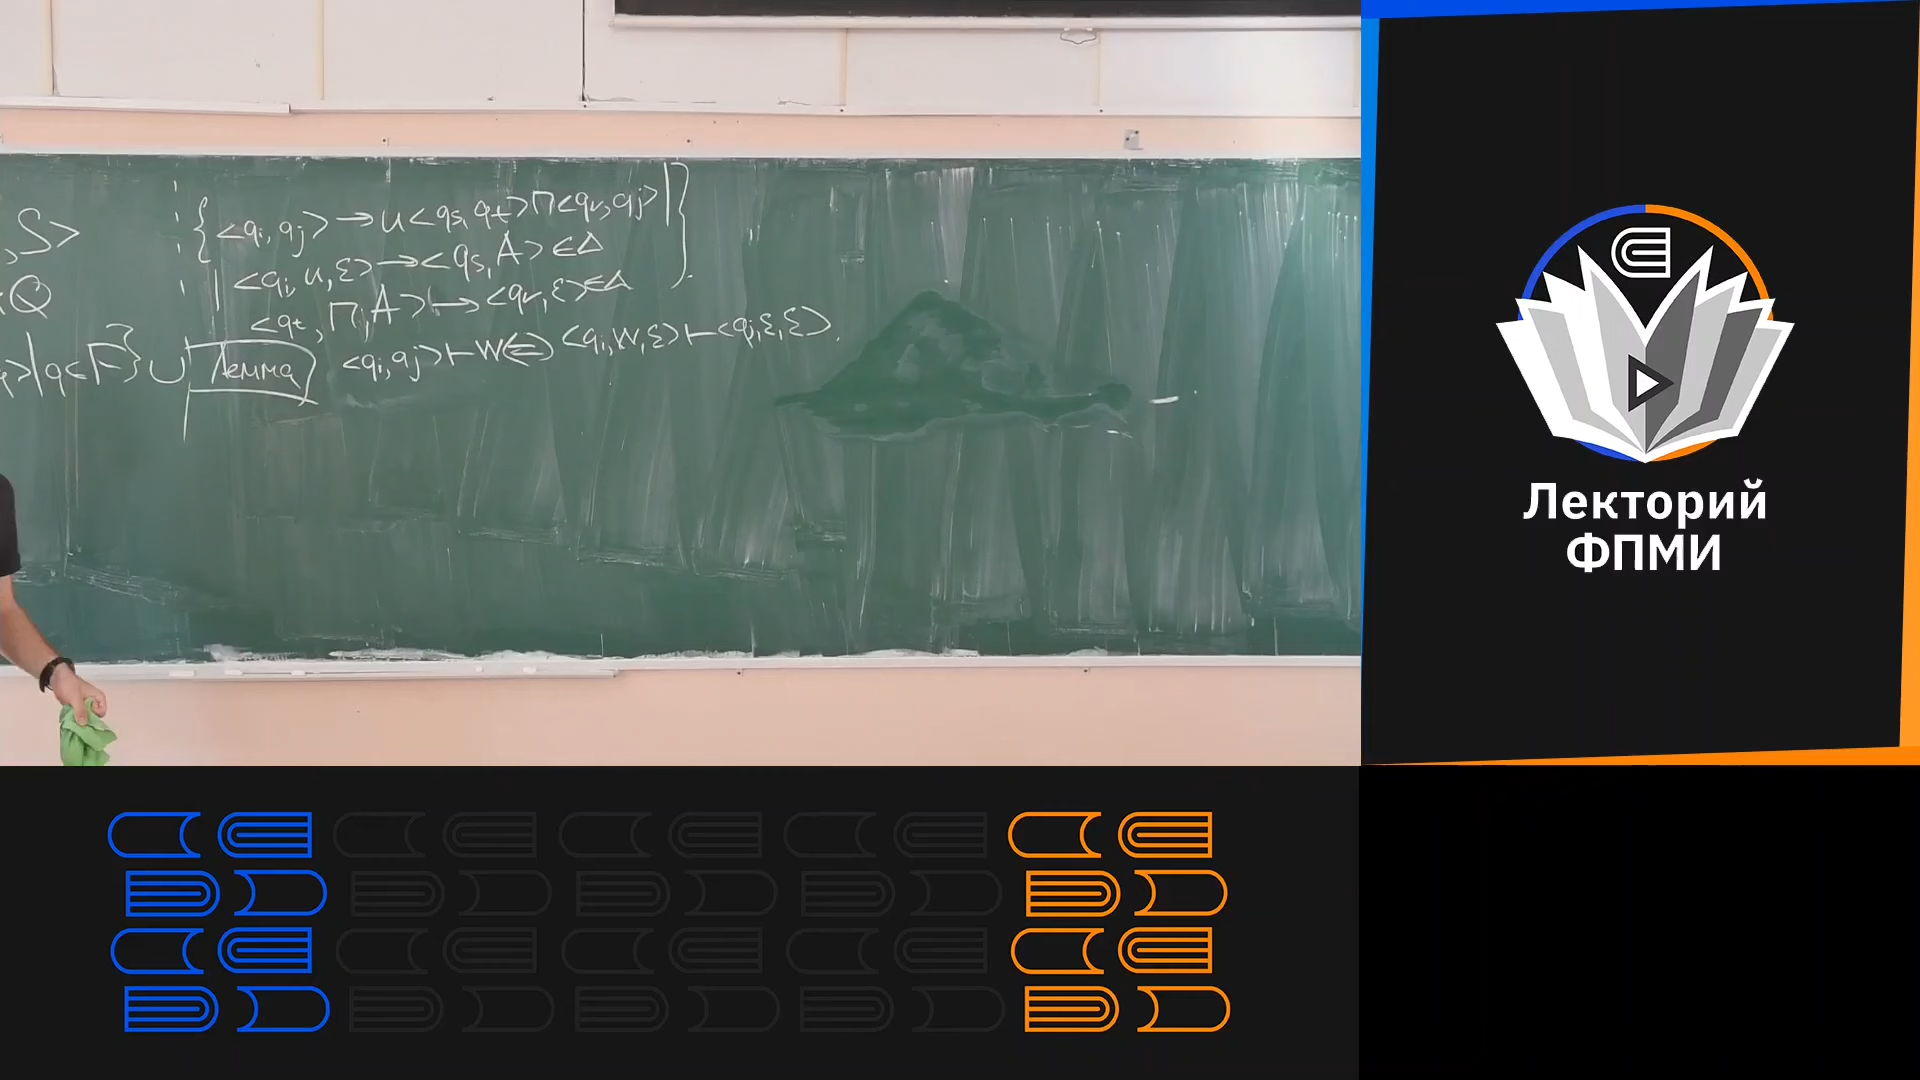 ,S>
{<qi, qj> → u<qs, qt>П<qr, qj> | }
Q
| <qi, u, ε> → <qs, A> ∈ Δ
<qt, П, A> ↦ <qr, ε> ∈ Δ
> | q ∈ F} ∪
Лемма <qi, qj> ⊢ w ⇔ <qi, w, ε> ⊢ <qj, ε, ε>.
Лекторий
ФПМИ